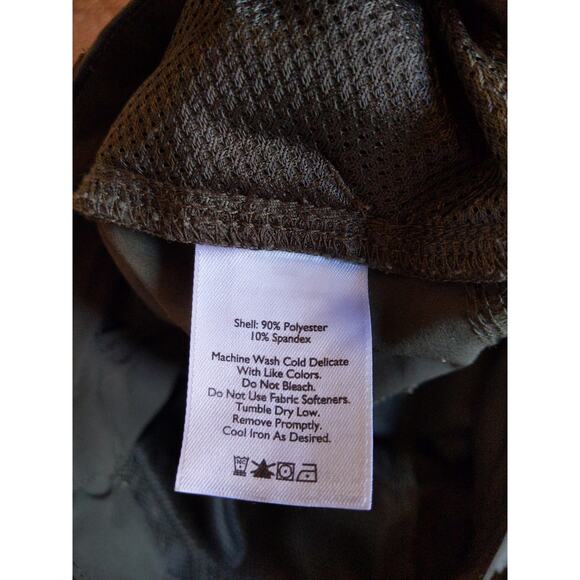 Shell: 90% Polyester
10% Spandex
Machine Wash Cold Delicate
With Like Colors.
Do Not Bleach.
Do Not Use Fabric Softeners.
Tumble Dry Low.
Remove Promptly.
Cool Iron As Desired.